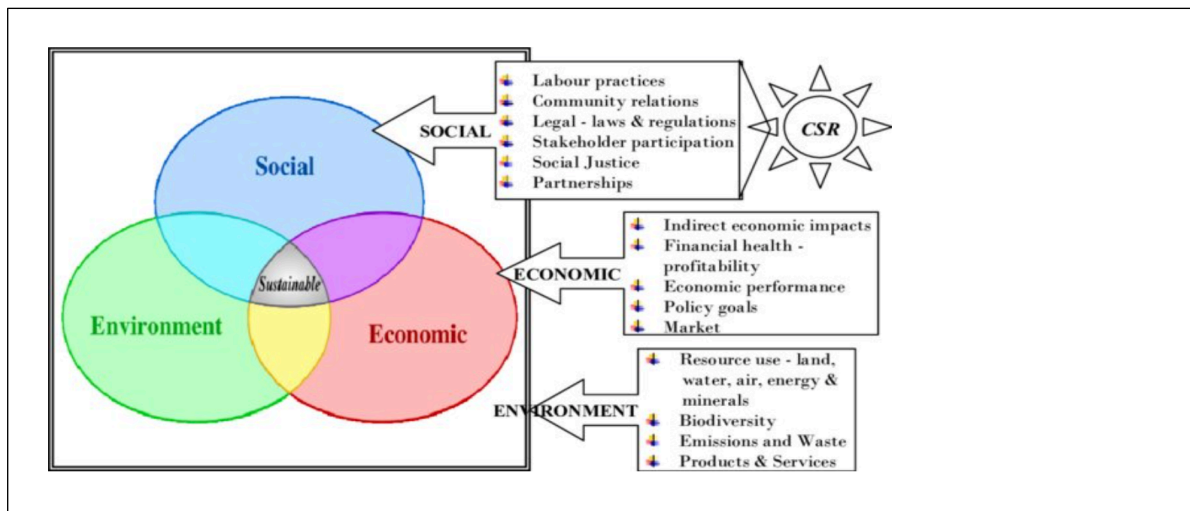 Social
Environment
Economic
Sustainable
SOCIAL
Labour practices
Community relations
Legal - laws & regulations
Stakeholder participation
Social Justice
Partnerships
CSR
ECONOMIC
Indirect economic impacts
Financial health -
profitability
Economic performance
Policy goals
Market
ENVIRONMENT
Resource use - land,
water, air, energy &
minerals
Biodiversity
Emissions and Waste
Products & Services